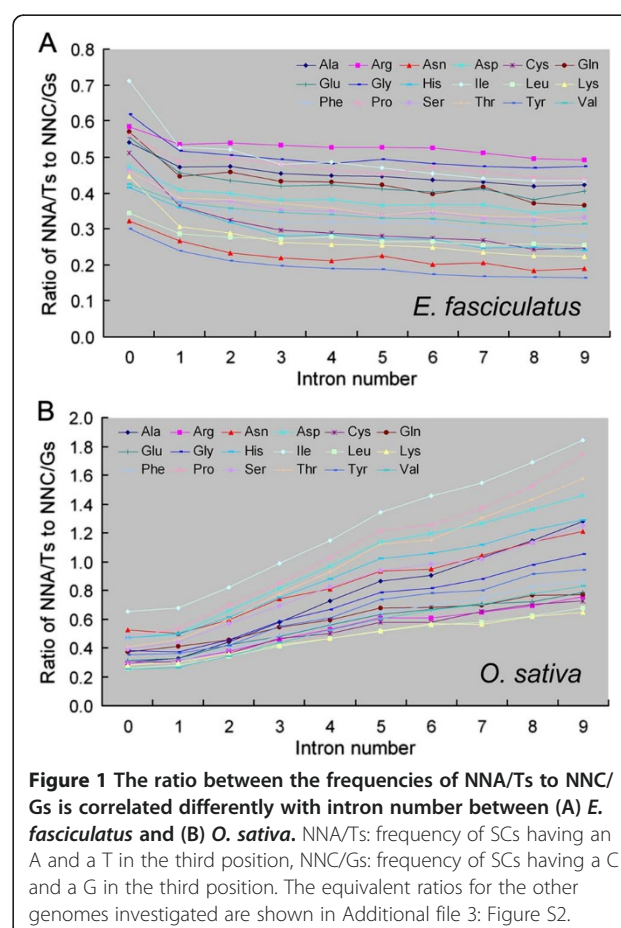 A
Ratio of NNA/Ts to NNC/Gs
0.8
0.7
0.6
0.5
0.4
0.3
0.2
0.1
0.0
Ala Arg Asn Asp Cys Gln
Glu Gly His Ile Leu Lys
Phe Pro Ser Thr Tyr Val
E. fasciculatus
0 1 2 3 4 5 6 7 8 9
Intron number
B
Ratio of NNA/Ts to NNC/Gs
2.0
1.8
1.6
1.4
1.2
1.0
0.8
0.6
0.4
0.2
0.0
Ala Arg Asn Asp Cys Gln
Glu Gly His Ile Leu Lys
Phe Pro Ser Thr Tyr Val
O. sativa
0 1 2 3 4 5 6 7 8 9
Intron number
Figure 1 The ratio between the frequencies of NNA/Ts to NNC/
Gs is correlated differently with intron number between (A) E.
fasciculatus and (B) O. sativa. NNA/Ts: frequency of SCs having an
A and a T in the third position, NNC/Gs: frequency of SCs having a C
and a G in the third position. The equivalent ratios for the other
genomes investigated are shown in Additional file 3: Figure S2.